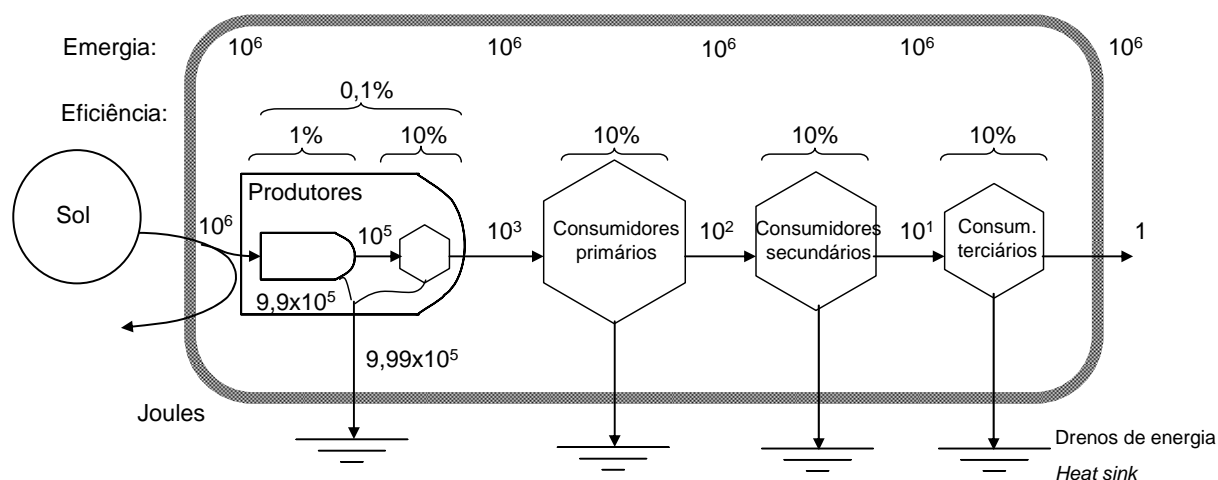 Emergia: 10⁶ 10⁶ 10⁶ 10⁶ 10⁶
0,1%
Eficiência:
1% 10% 10% 10% 10%
Produtores
Sol
10⁶ 10⁵ 10³ 10² 10¹ 1
Consumidores
primários
Consumidores
secundários
Consum.
terciários
9,9x10⁵
9,99x10⁵
Joules
Drenos de energia
Heat sink